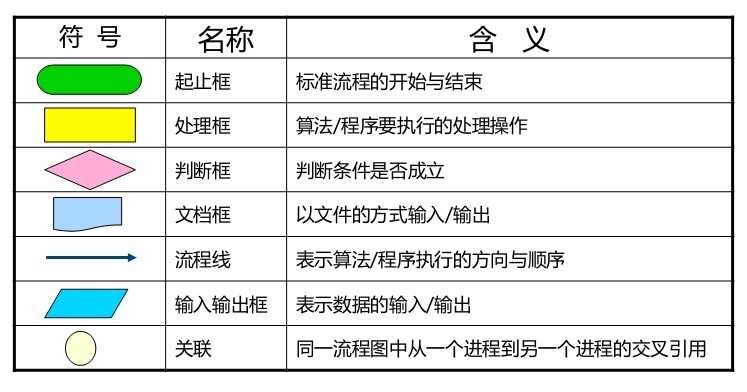 符 号 名称 含 义
起止框 标准流程的开始与结束
处理框 算法/程序要执行的处理操作
判断框 判断条件是否成立
文档框 以文件的方式输入/输出
流程线 表示算法/程序执行的方向与顺序
输入输出框 表示数据的输入/输出
关联 同一流程图中从一个进程到另一个进程的交叉引用